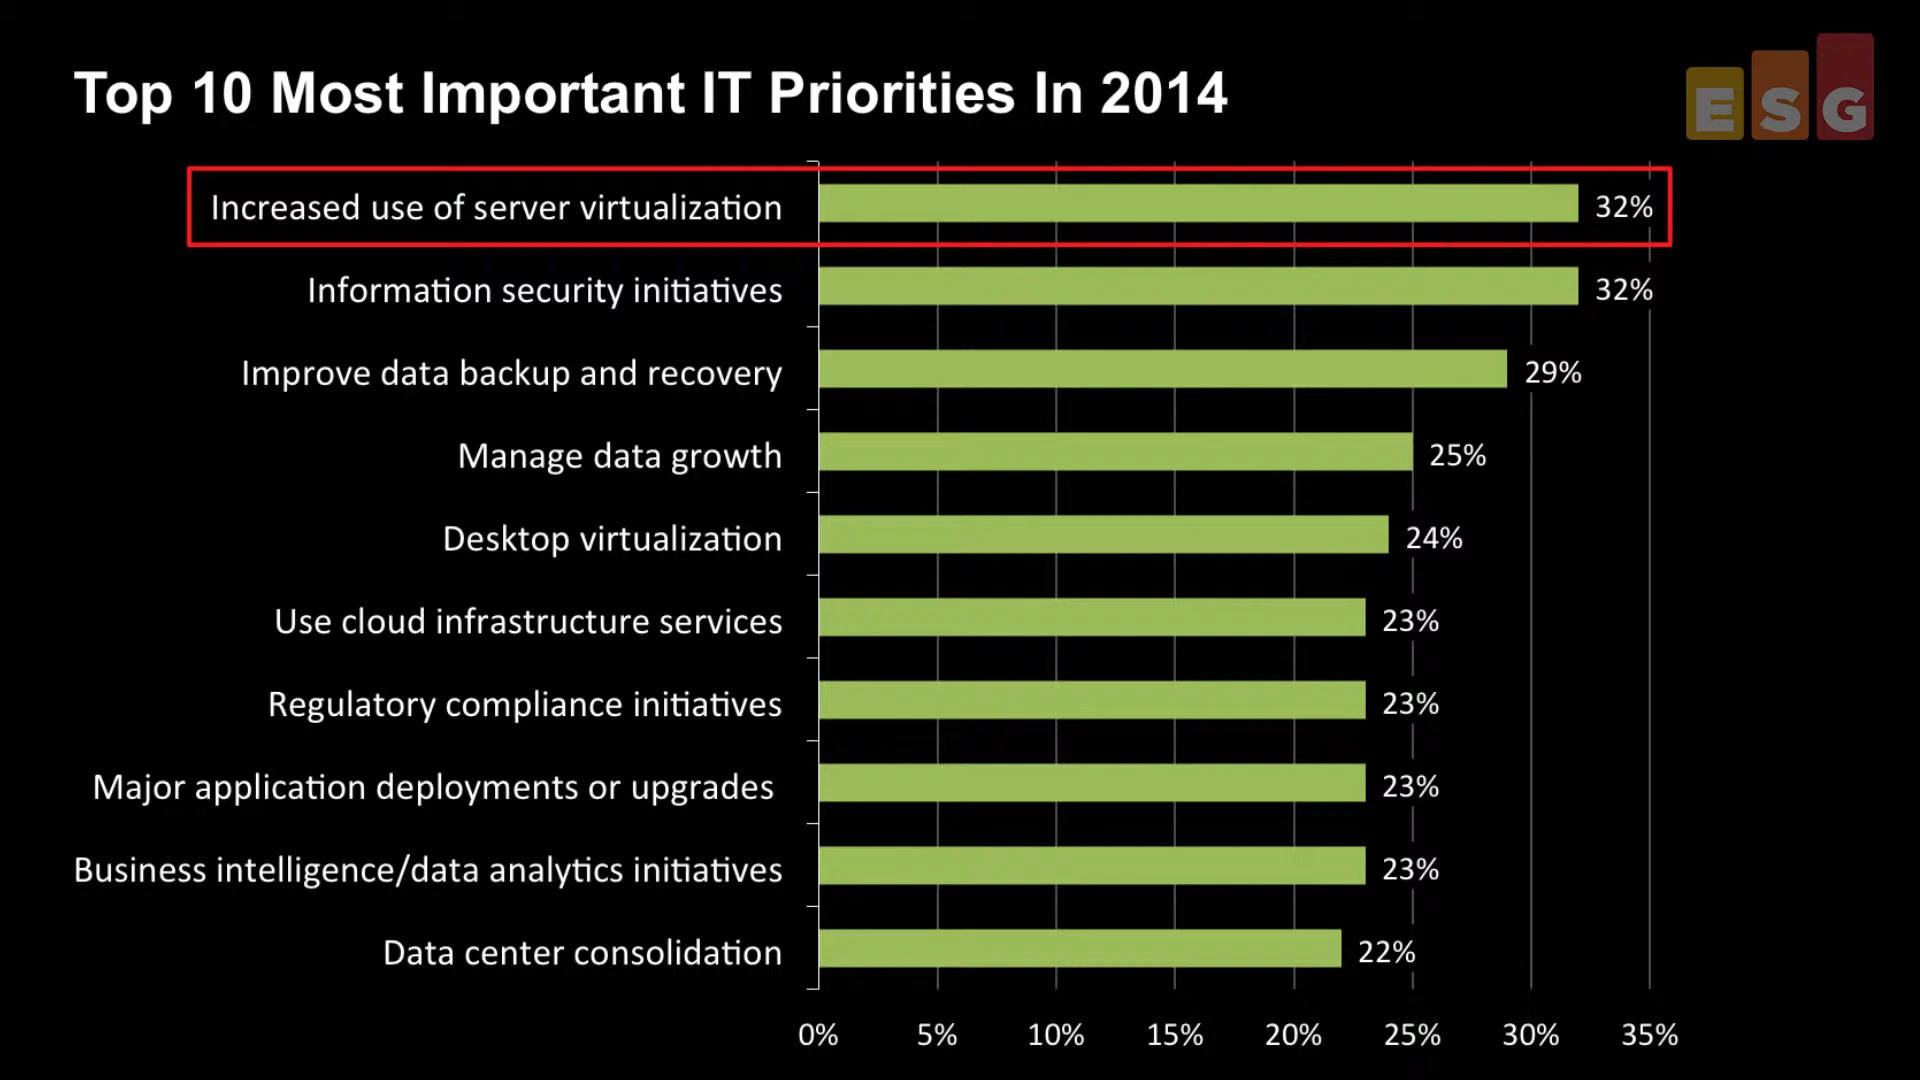 Top 10 Most Important IT Priorities In 2014
ESG
Increased use of server virtualization 32%
Information security initiatives 32%
Improve data backup and recovery 29%
Manage data growth 25%
Desktop virtualization 24%
Use cloud infrastructure services 23%
Regulatory compliance initiatives 23%
Major application deployments or upgrades 23%
Business intelligence/data analytics initiatives 23%
Data center consolidation 22%
0% 5% 10% 15% 20% 25% 30% 35%